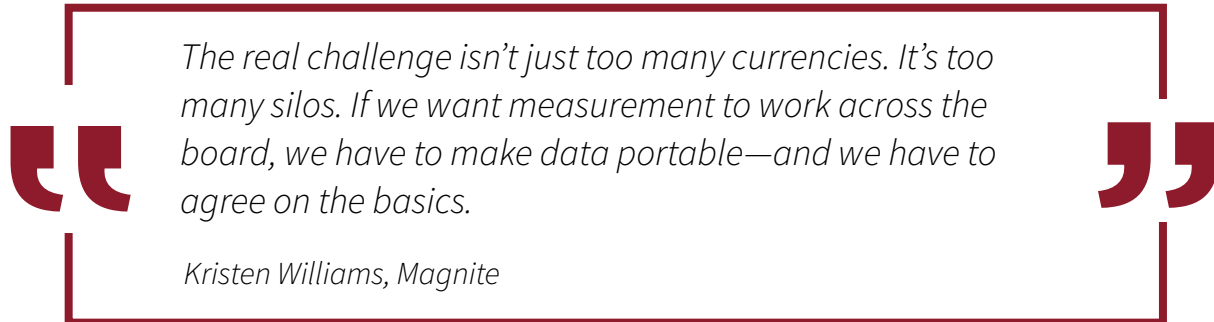 The real challenge isn’t just too many currencies. It’s too
many silos. If we want measurement to work across the
board, we have to make data portable—and we have to
agree on the basics.
Kristen Williams, Magnite